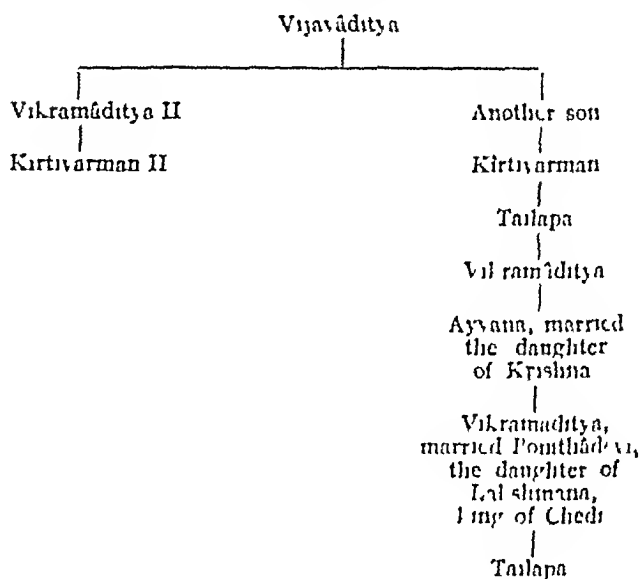 Vijayâditya
Vikramâditya II
Another son
Kirtivarman II
Kîrtivarman
Tailapa
Vikramâditya
Ayyana, married
the daughter
of Krishna
Vikramaditya,
married
the daughter of
Lakshmana,
king of Chedi
Tailapa